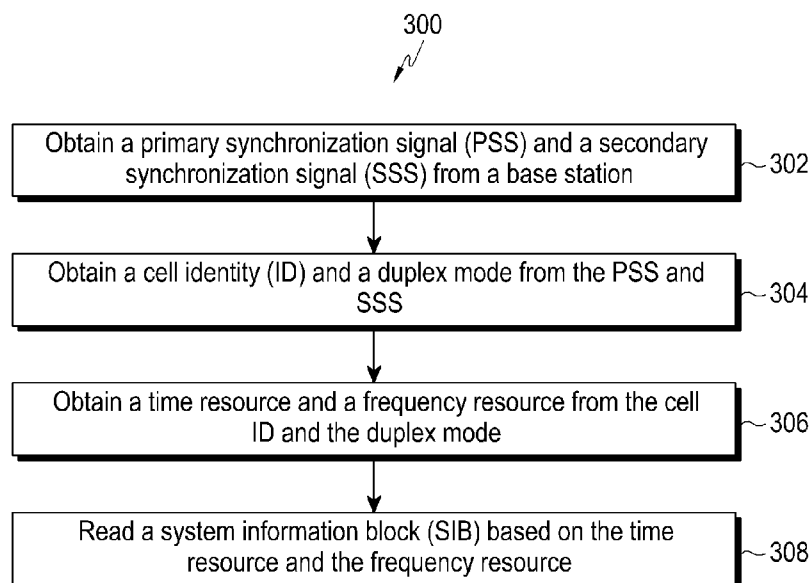 300
Obtain a primary synchronization signal (PSS) and a secondary
synchronization signal (SSS) from a base station
302
Obtain a cell identity (ID) and a duplex mode from the PSS and
SSS
304
Obtain a time resource and a frequency resource from the cell
ID and the duplex mode
306
Read a system information block (SIB) based on the time
resource and the frequency resource
308